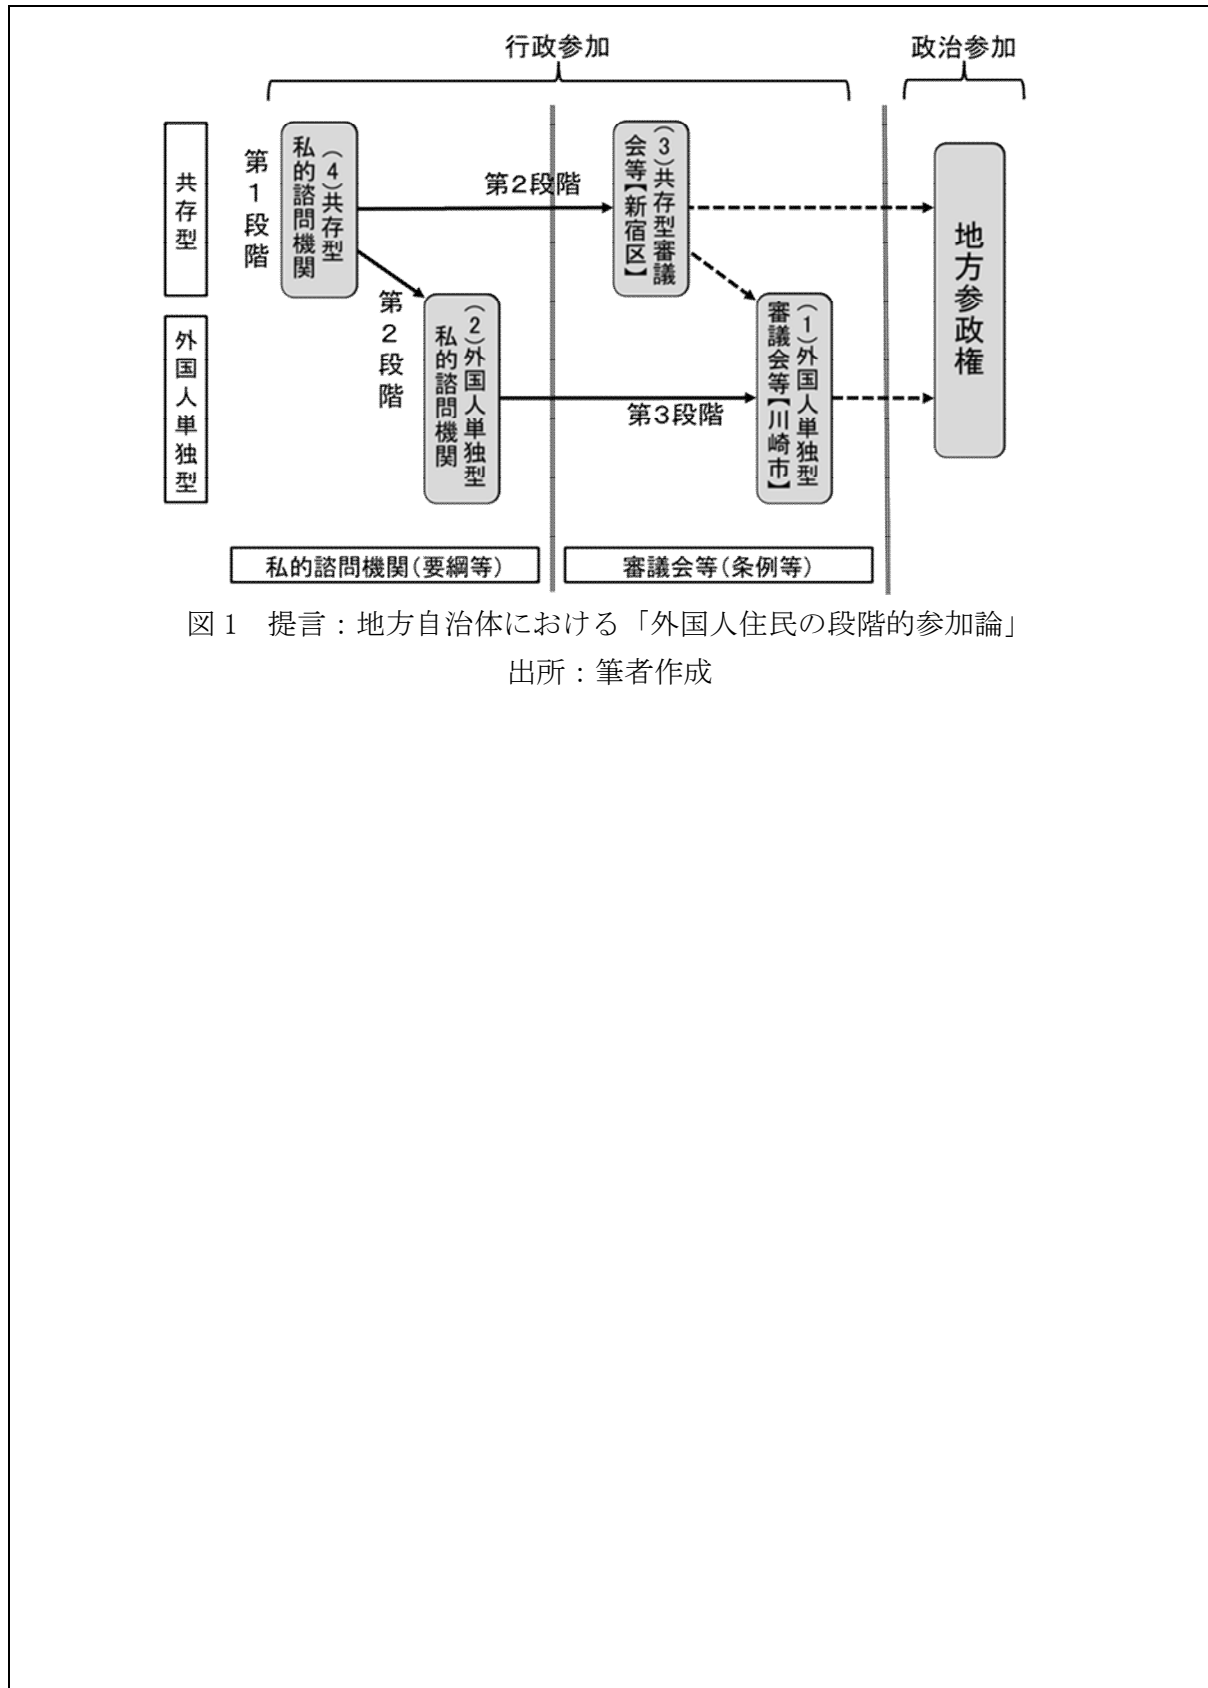 行政参加
政治参加
共存型
外国人単独型
第1段階
(4)共存型
私的諮問機関
第2段階
第2段階
(2)外国人単独型
私的諮問機関
(3)共存型審議
会等【新宿区】
第3段階
(1)外国人単独型
審議会等【川崎市】
地方参政権
私的諮問機関(要綱等)
審議会等(条例等)
図1　提言：地方自治体における「外国人住民の段階的参加論」
出所：筆者作成